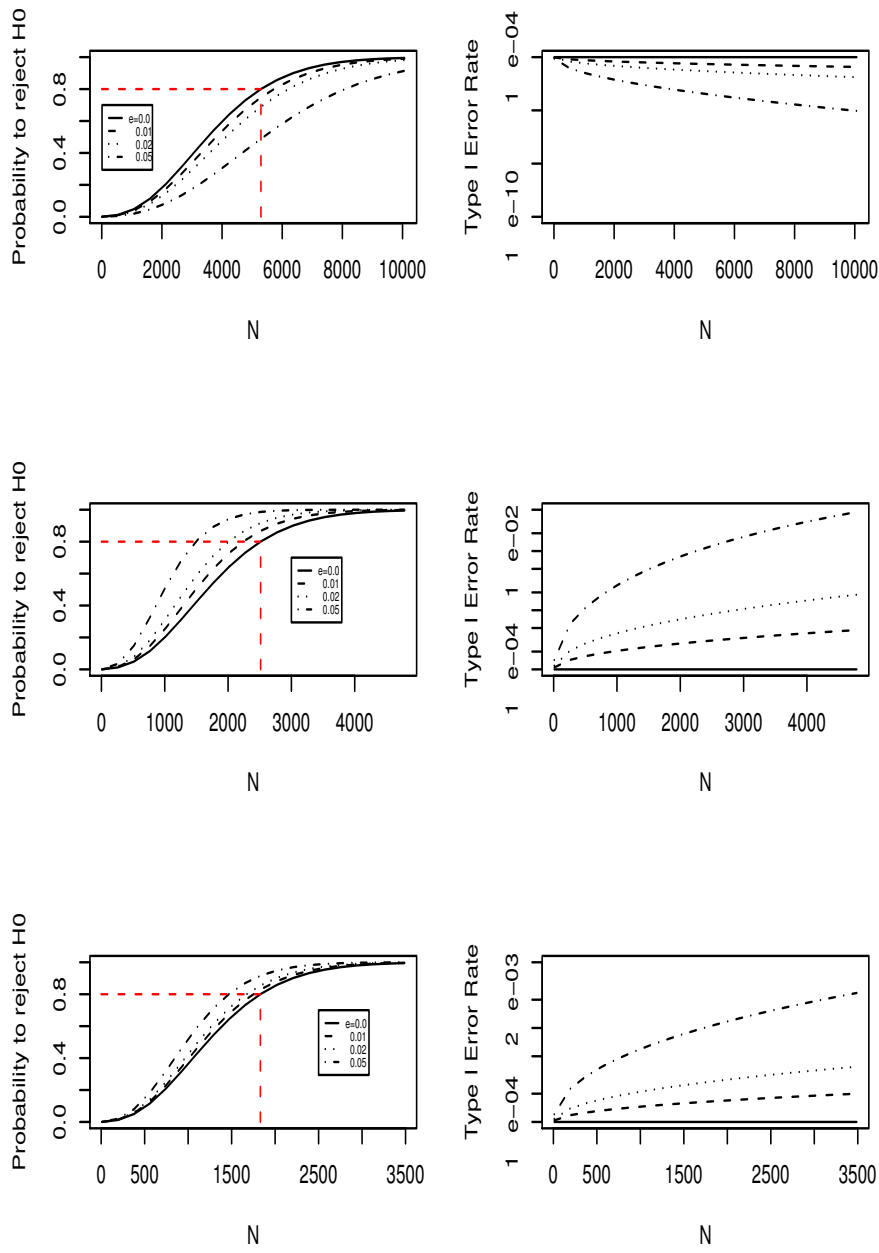 Probability to reject H0
0.0 0.4 0.8
e=0.0
0.01
0.02
0.05
0 2000 4000 6000 8000 10000
N
Type I Error Rate
1 e−10 1 e−04
0 2000 4000 6000 8000 10000
N
Probability to reject H0
0.0 0.4 0.8
e=0.0
0.01
0.02
0.05
0 1000 2000 3000 4000
N
Type I Error Rate
1 e−04 1 e−02
0 1000 2000 3000 4000
N
Probability to reject H0
0.0 0.4 0.8
e=0.0
0.01
0.02
0.05
0 500 1500 2500 3500
N
Type I Error Rate
1 e−04 2 e−03
0 500 1500 2500 3500
N